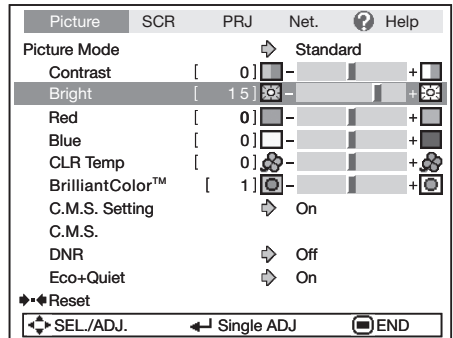 Picture SCR PRJ Net. ? Help
Picture Mode Standard
Contrast [ 0] - +
Bright [ 15] - +
Red [ 0] - +
Blue [ 0] - +
CLR Temp [ 0] - +
BrilliantColor™ [ 1] - +
C.M.S. Setting On
C.M.S.
DNR Off
Eco+Quiet On
Reset
SEL./ADJ. Single ADJ END